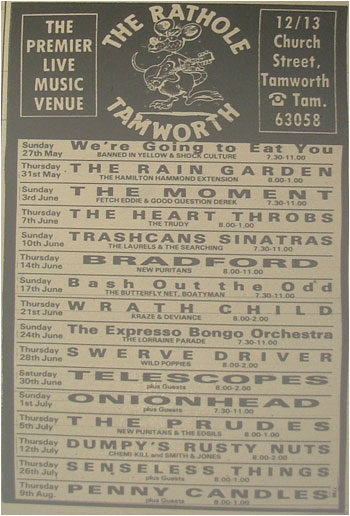 THE PREMIER LIVE MUSIC VENUE
THE RATHOLE
TAMWORTH
12/13 Church Street, Tamworth ☎ Tam. 63058
Sunday 27th May We're Going to Eat You
BANNED IN YELLOW & SHOCK CULTURE 7.30-11.00
Thursday 31st May THE RAIN GARDEN
THE HAMILTON HAMMOND EXTENSION 8.00-1.00
Sunday 3rd June THE MOMENT
FETCH EDDIE & GOOD QUESTION DEREK 7.30-11.00
Thursday 7th June THE HEART THROBS
THE TRUDY 8.00-1.00
Sunday 10th June TRASHCANS SINATRAS
THE LAURELS & THE SEARCHING 7.30-11.00
Thursday 14th June BRADFORD
NEW PURITANS 8.00-11.00
Sunday 17th June Bash Out the Odd
THE BUTTERFLY NET, BOATYMAN 7.30-11.00
Thursday 21st June WRATH CHILD
KRAZE & DEVIANCE 8.00-2.00
Sunday 24th June The Expresso Bongo Orchestra
THE LORRAINE PARADE 7.30-11.00
Thursday 28th June SWERVE DRIVER
WILD POPPIES 8.00-2.00
Saturday 30th June TELESCOPES
plus Guests 8.00-2.00
Sunday 1st July ONIONHEAD
plus Guests 7.30-11.00
Thursday 5th July THE PRUDES
NEW PURITANS & THE EDSILS 8.00-1.00
Thursday 12th July DUMPY'S RUSTY NUTS
CHEMI-KILL and SMITH & JONES 8.00-2.00
Thursday 26th July SENSELESS THINGS
plus Guests 8.00-2.00
Thursday 9th Aug. PENNY CANDLES
plus Guests 8.00-2.00